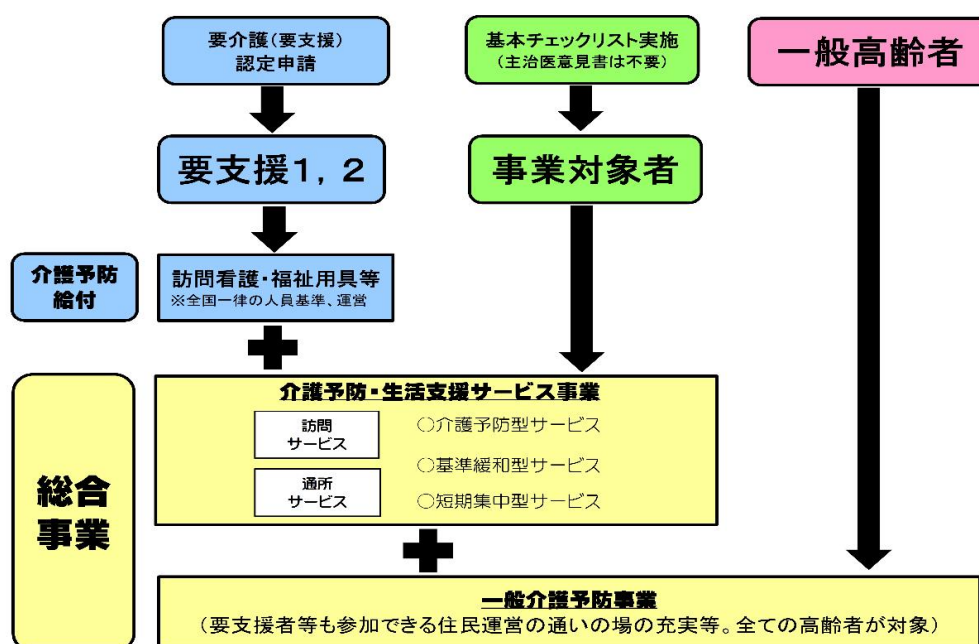 要介護(要支援)
認定申請
基本チェックリスト実施
(主治医意見書は不要)
一般高齢者
要支援1,2
事業対象者
介護予防
給付
訪問看護・福祉用具等
※全国一律の人員基準、運営
総合
事業
介護予防・生活支援サービス事業
訪問
サービス
通所
サービス
○介護予防型サービス
○基準緩和型サービス
○短期集中型サービス
一般介護予防事業
(要支援者等も参加できる住民運営の通いの場の充実等。全ての高齢者が対象)